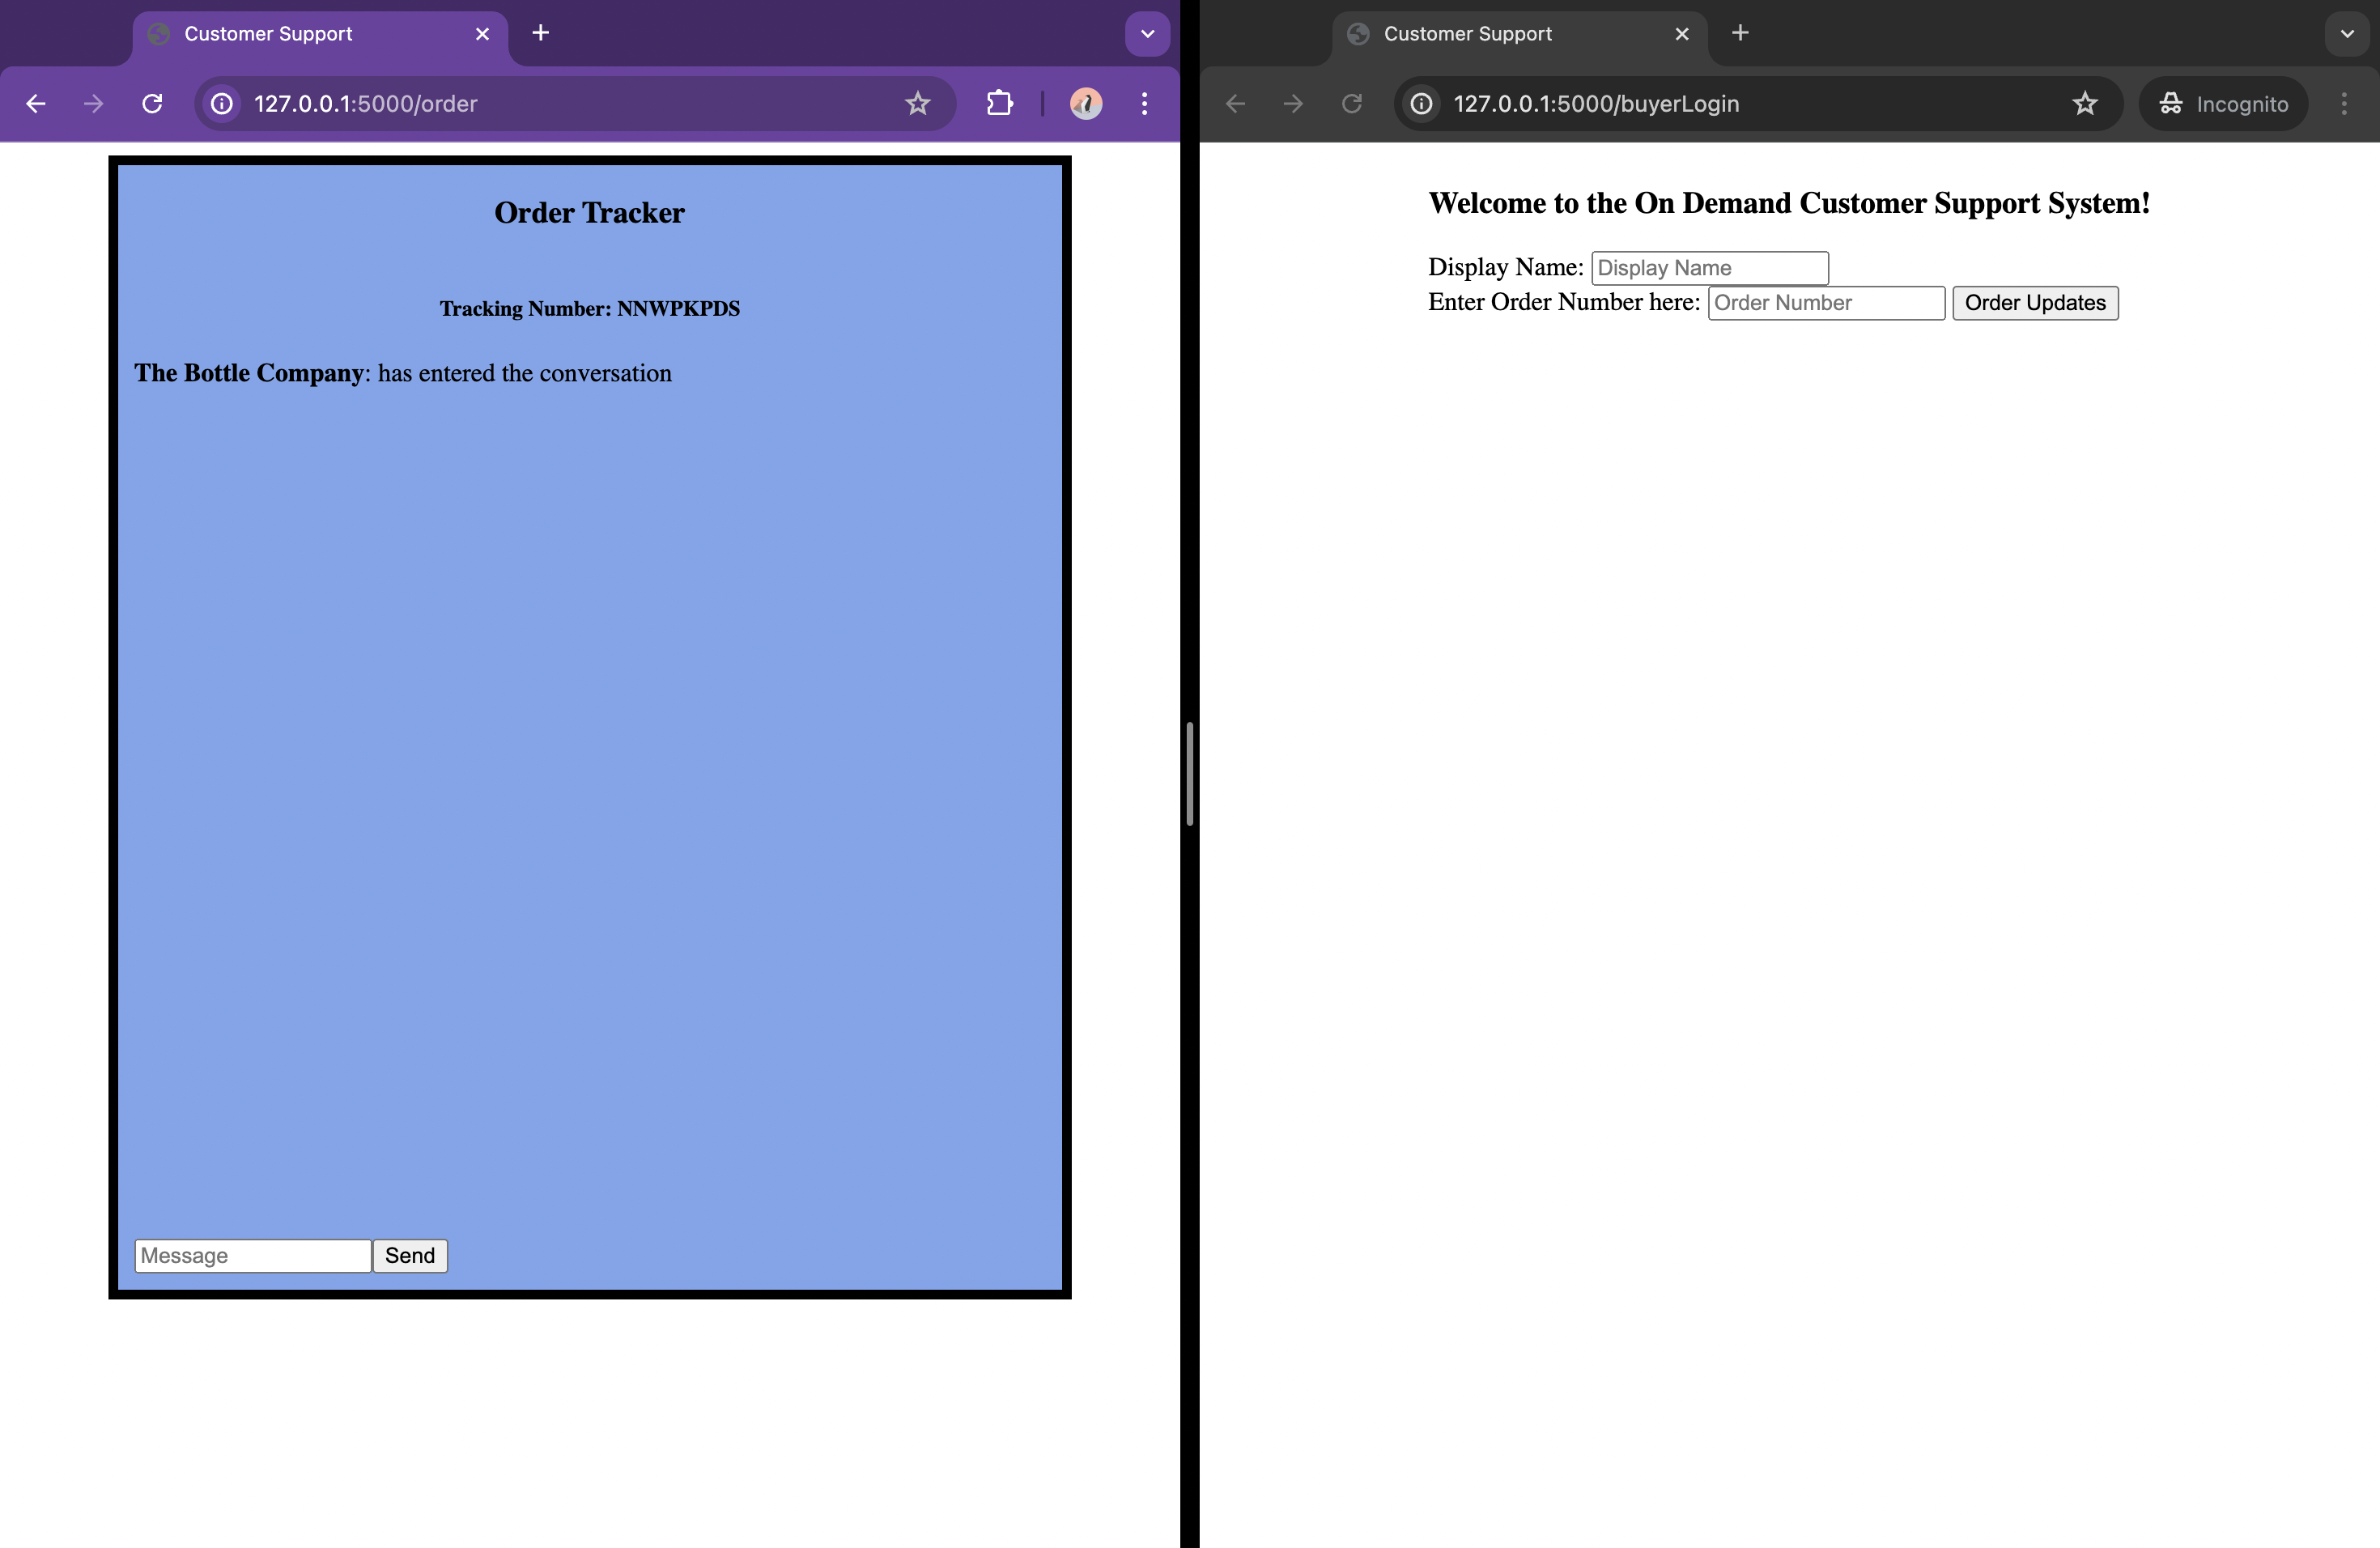 Customer Support
127.0.0.1:5000/order
Order Tracker
Tracking Number: NNWPKPDS
The Bottle Company: has entered the conversation
Message Send
Customer Support
127.0.0.1:5000/buyerLogin
Incognito
Welcome to the On Demand Customer Support System!
Display Name: Display Name
Enter Order Number here: Order Number Order Updates